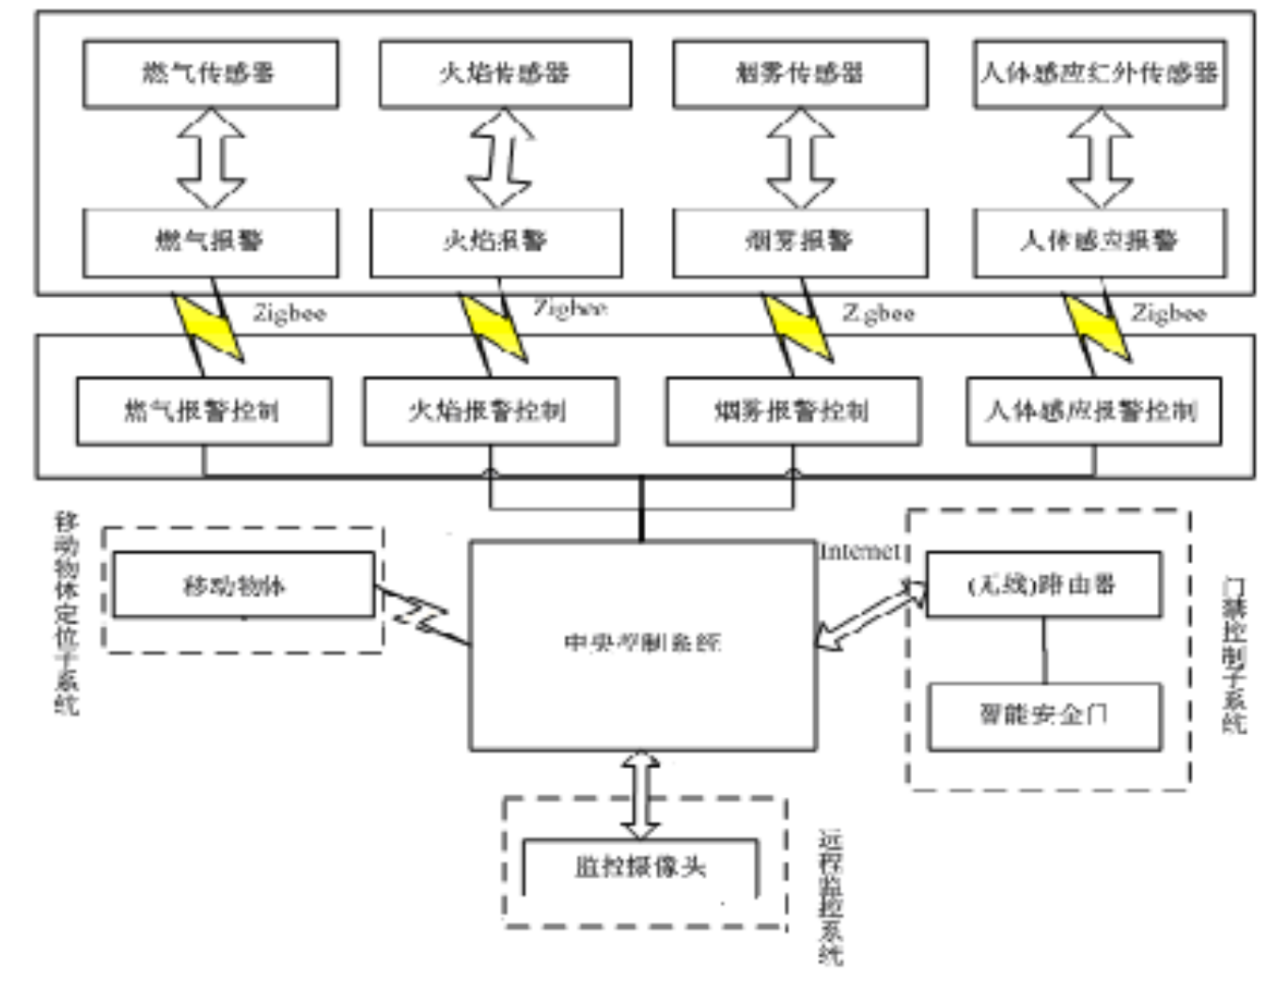 燃气传感器
火焰传感器
烟雾传感器
人体感应红外传感器
燃气报警
火焰报警
烟雾报警
人体感应报警
Zigbee
Zigbee
Zigbee
Zigbee
燃气报警控制
火焰报警控制
烟雾报警控制
人体感应报警控制
移动物体定位子系统
移动物体
中央控制系统
Internet
(无线)路由器
智能安全门
门禁控制子系统
监控摄像头
远程监控系统